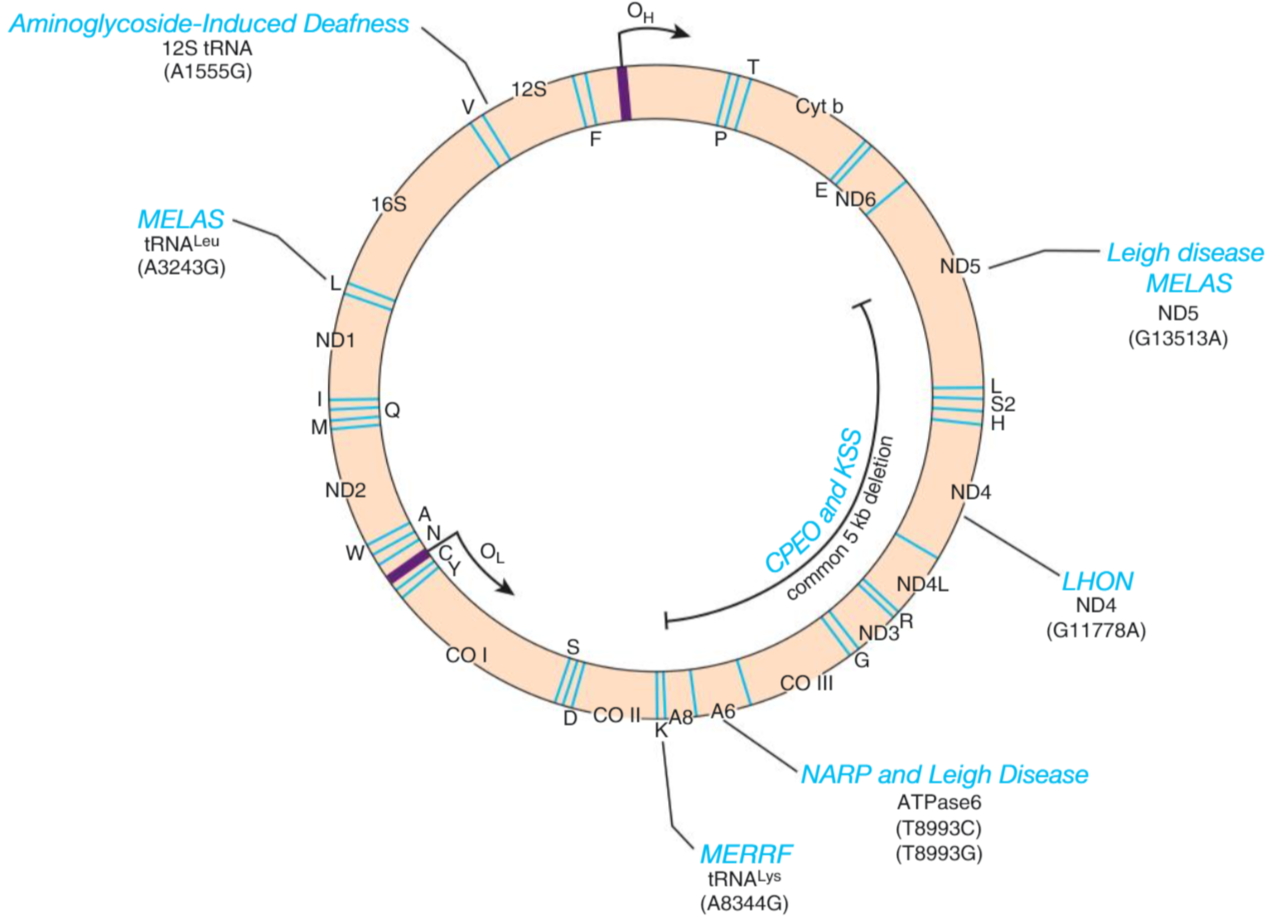 Aminoglycoside-Induced Deafness
12S tRNA
(A1555G)
OH
T
12S
V
F
P
Cyt b
E
ND6
16S
MELAS
tRNALeu
(A3243G)
L
ND1
ND5
Leigh disease
MELAS
ND5
(G13513A)
I
Q
M
L
S2
H
ND2
ND4
A
N
W
C
Y
OL
CPEO and KSS
common 5 kb deletion
LHON
ND4
(G11778A)
ND4L
R
ND3
G
CO I
S
D
CO II
K
A8
A6
CO III
NARP and Leigh Disease
ATPase6
(T8993C)
(T8993G)
MERRF
tRNALys
(A8344G)